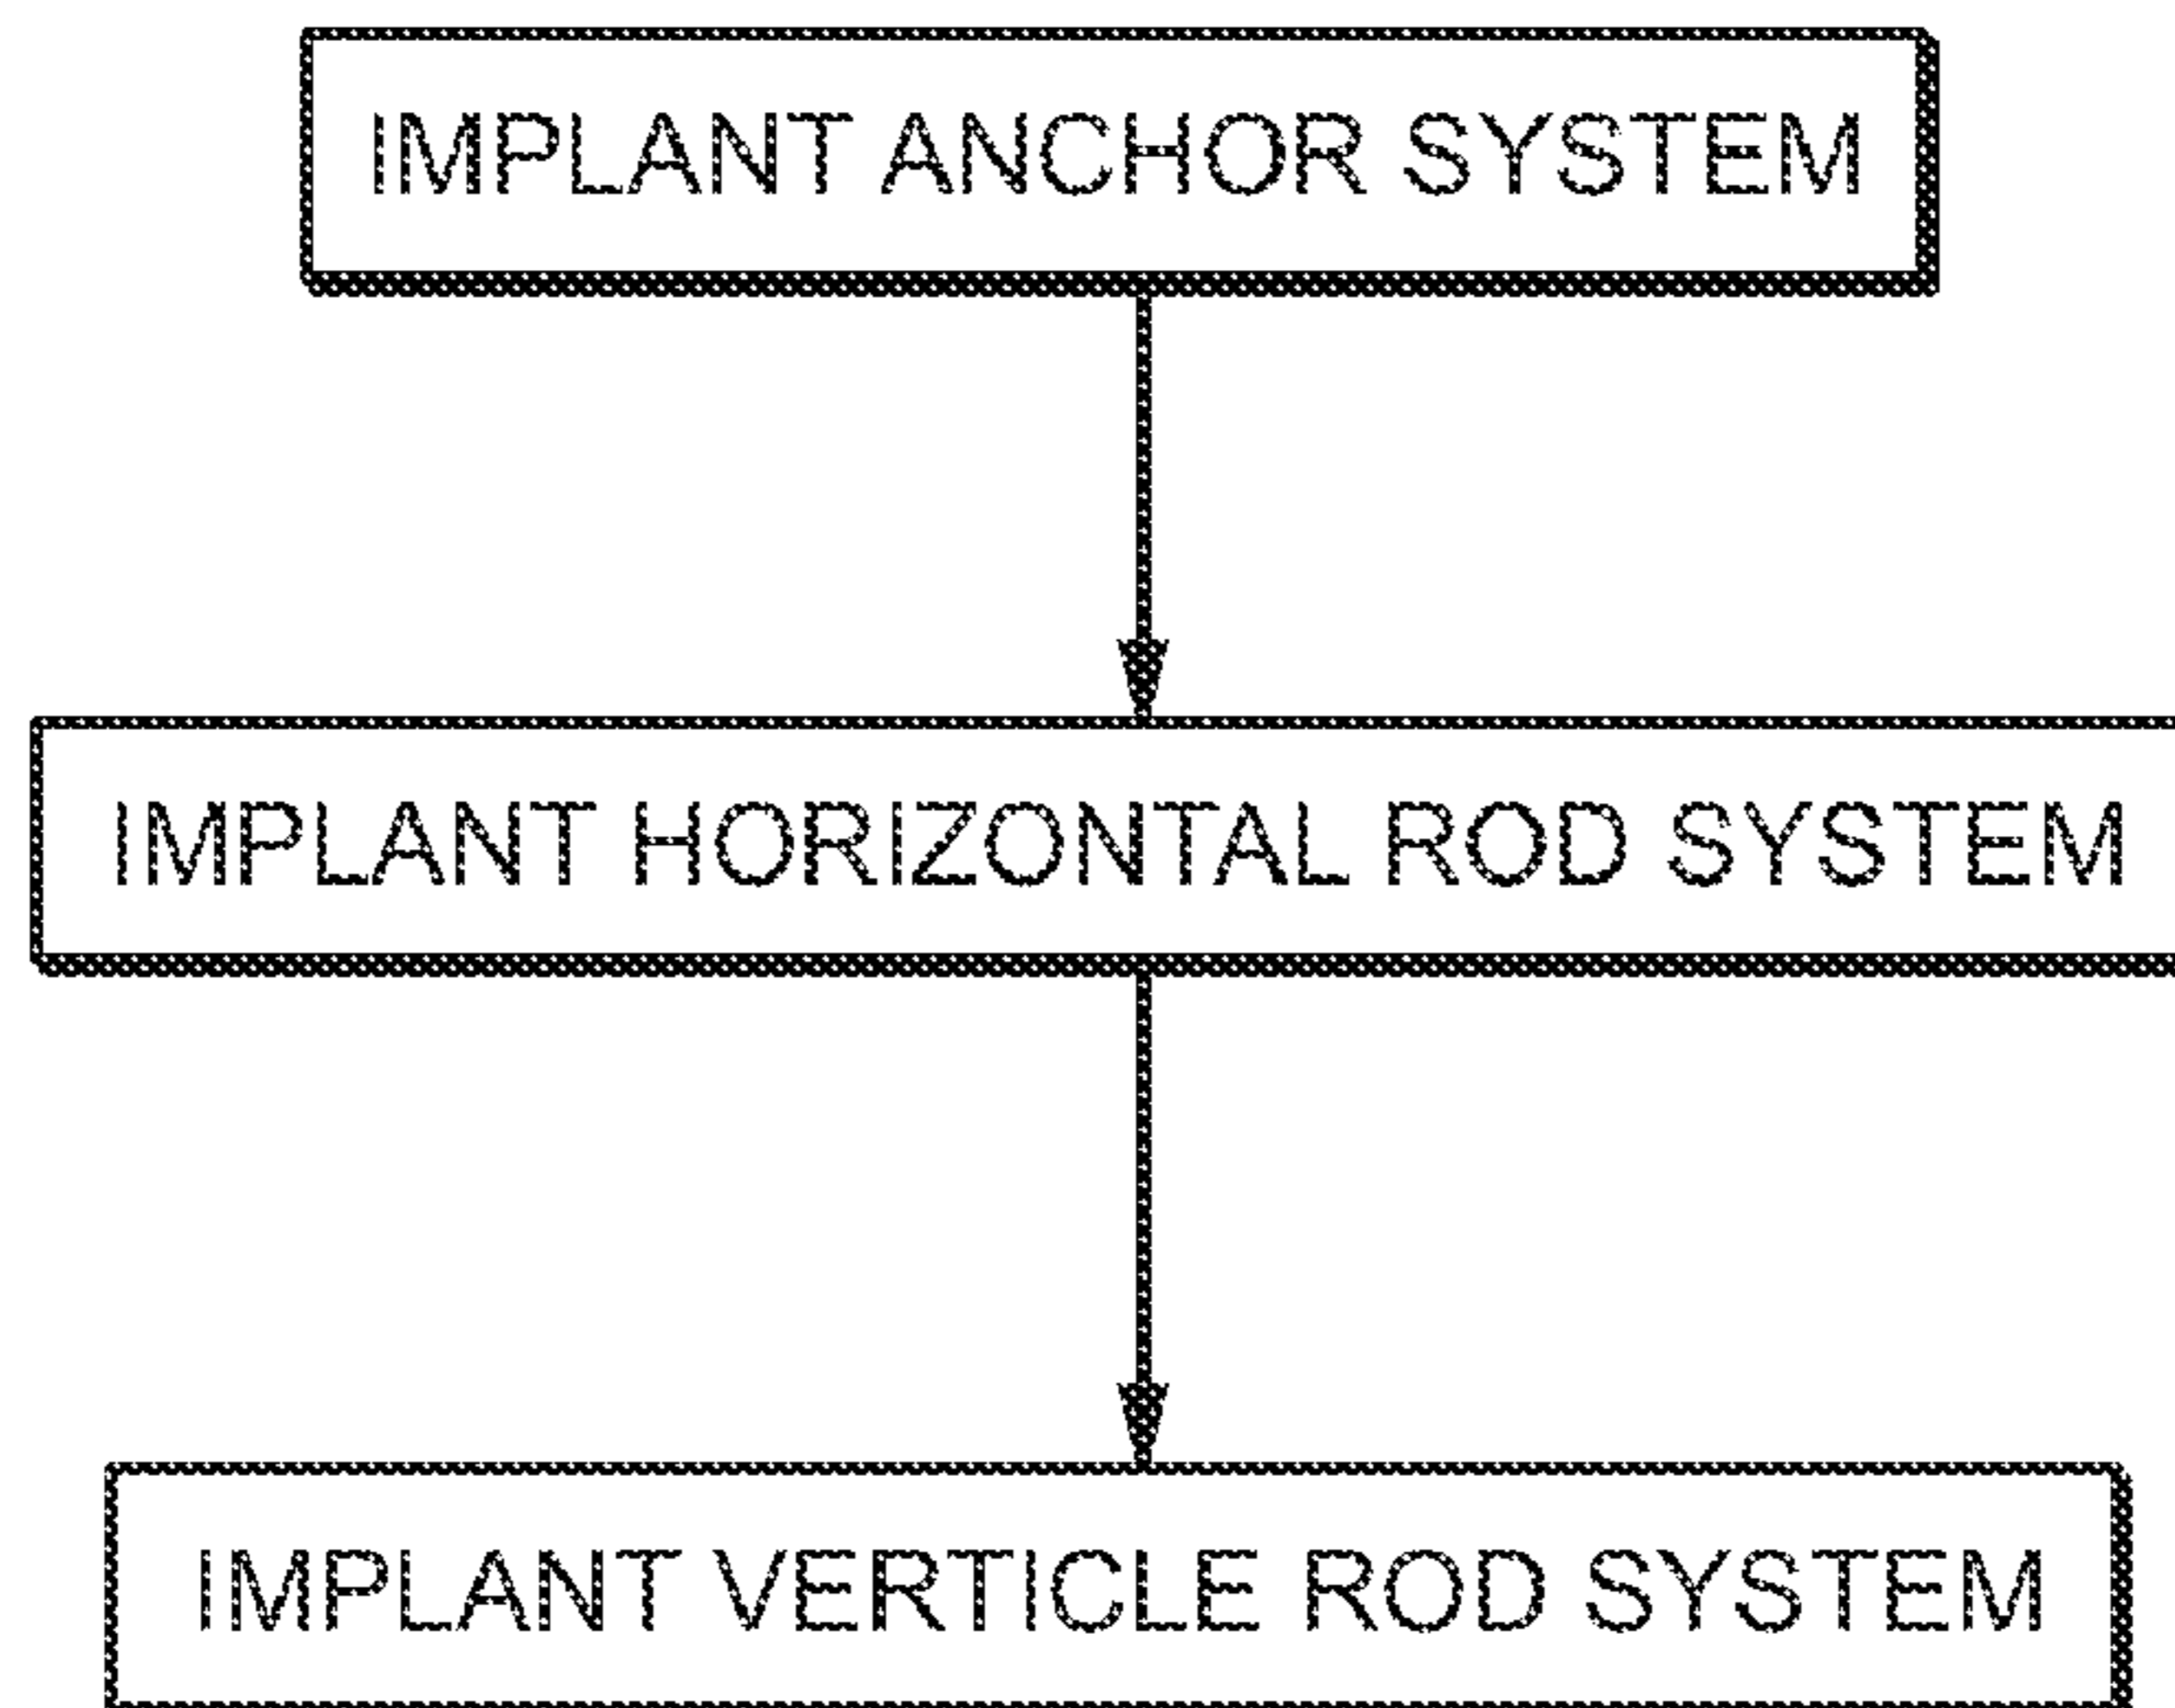 IMPLANT ANCHOR SYSTEM
IMPLANT HORIZONTAL ROD SYSTEM
IMPLANT VERTICLE ROD SYSTEM